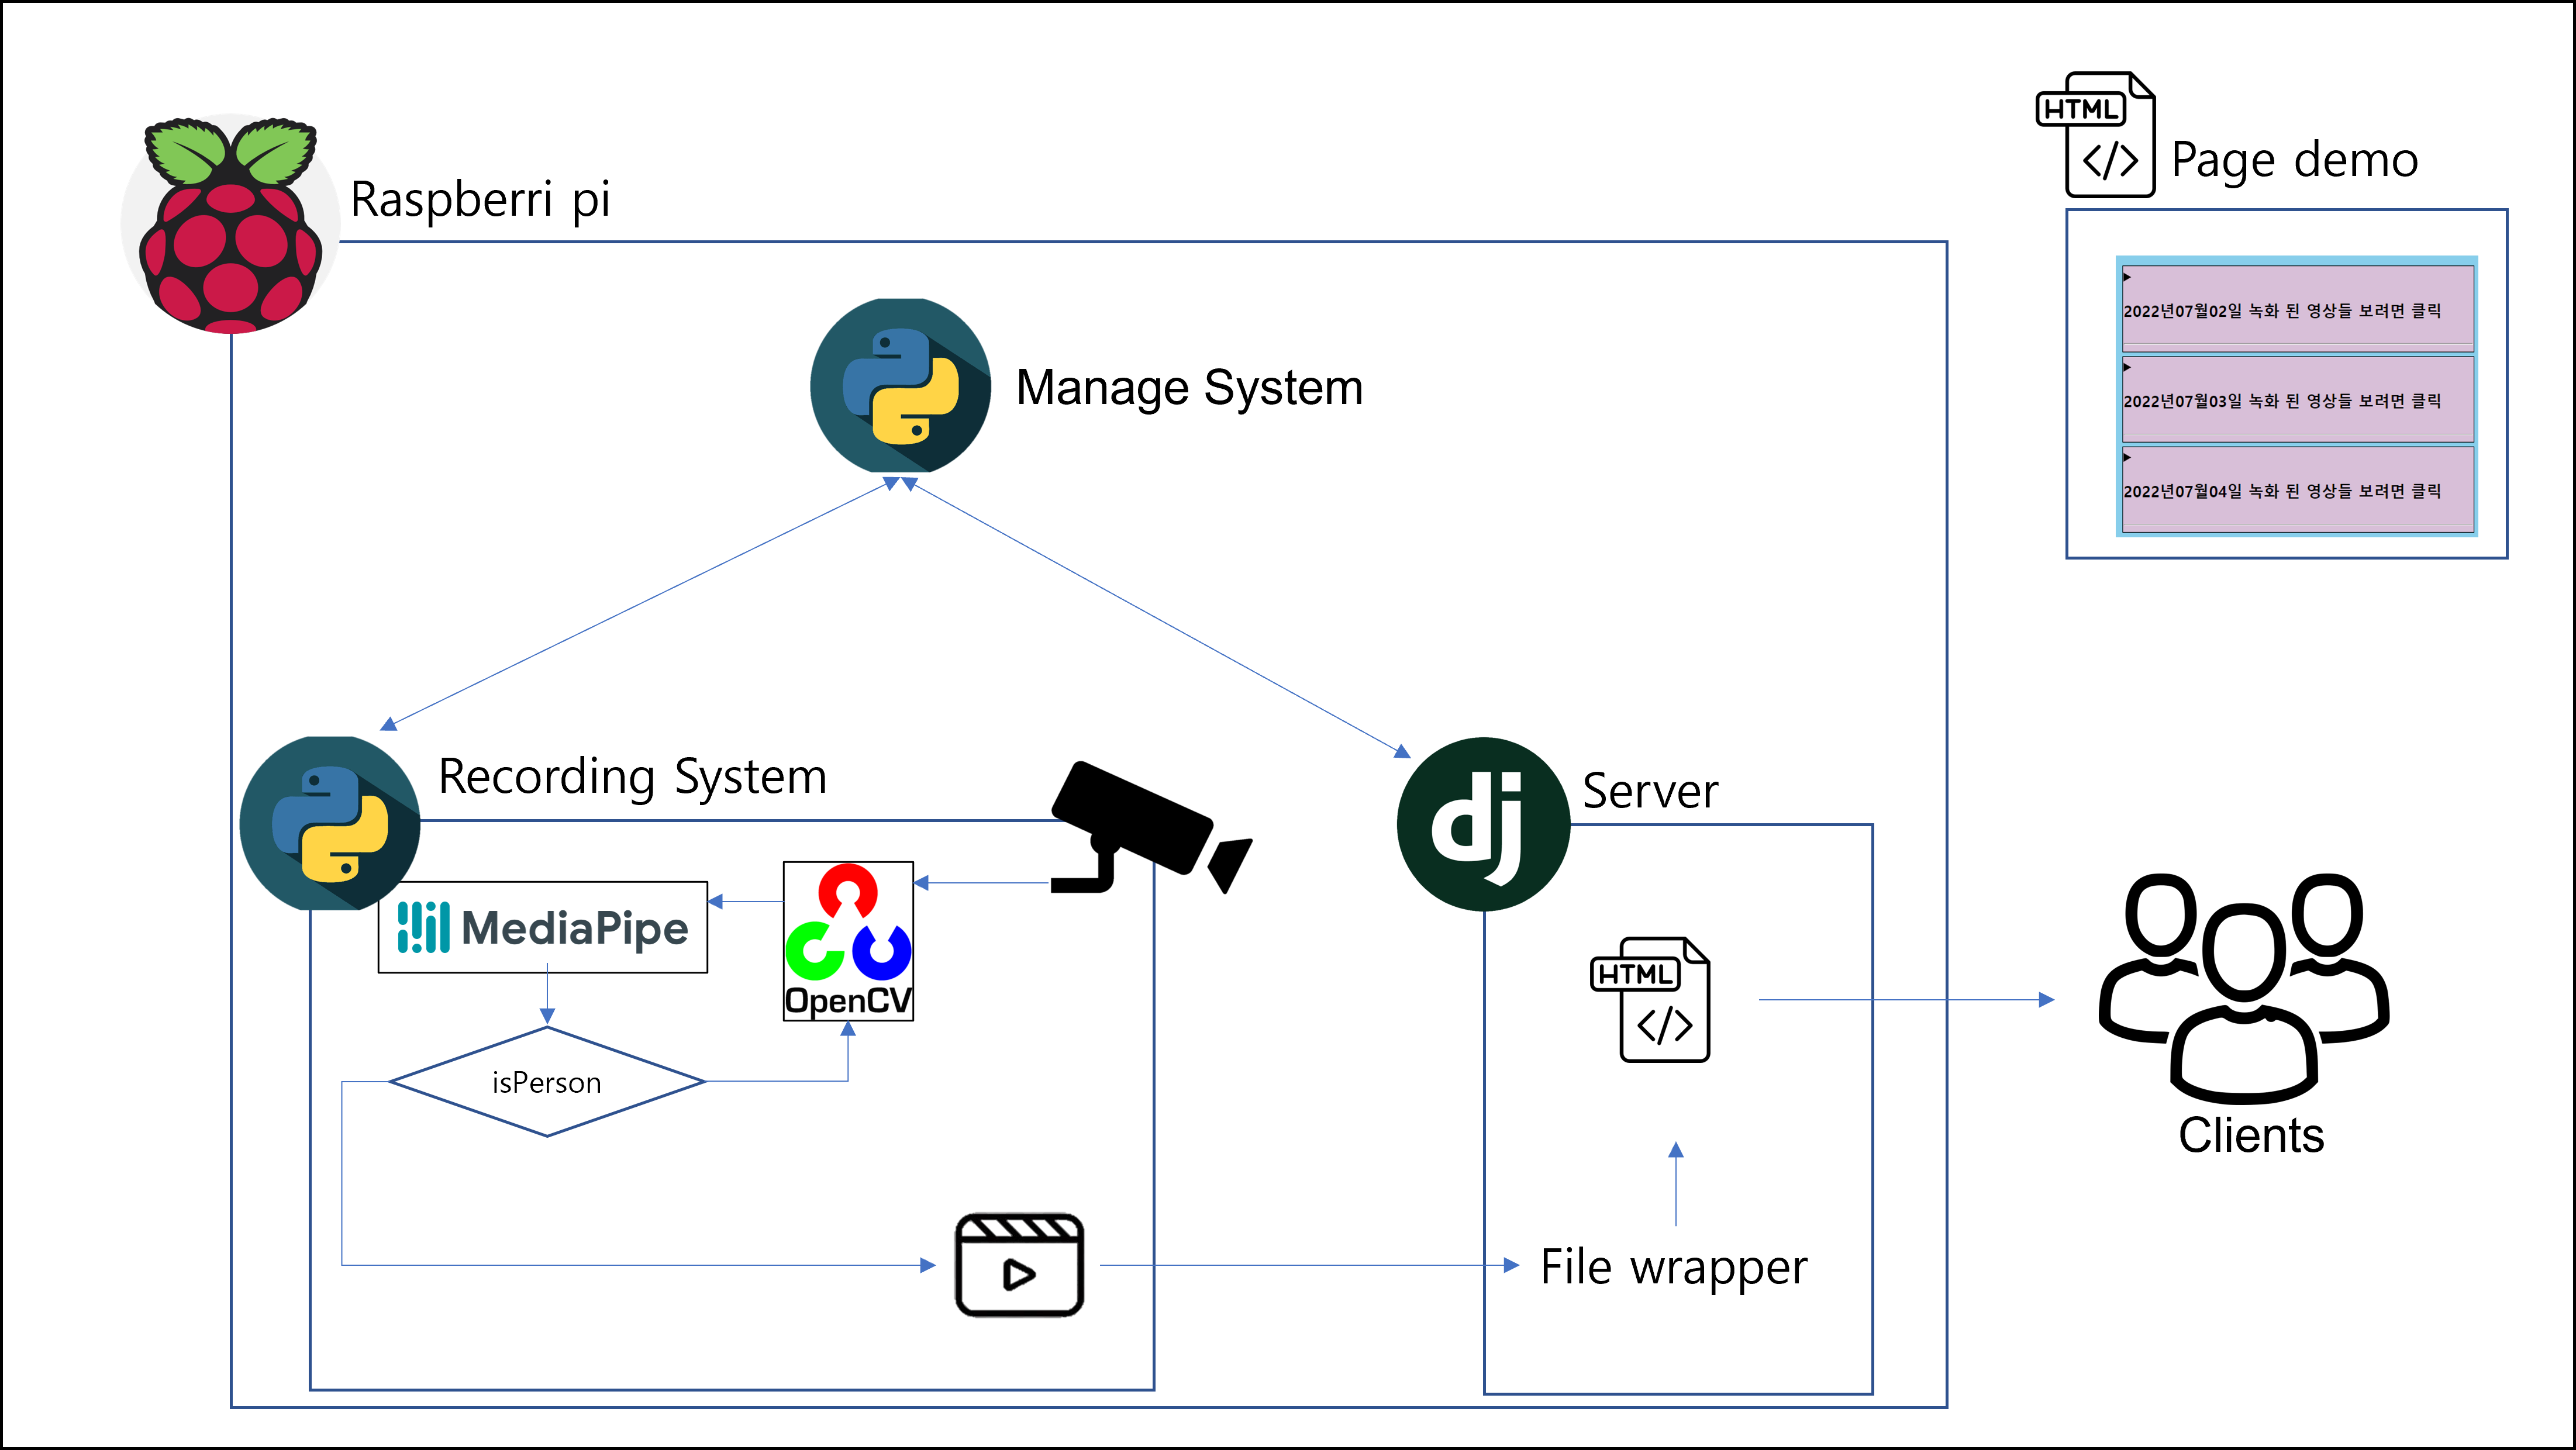 HTML
</>
Page demo
Raspberri pi
2022년07월02일 녹화 된 영상들 보려면 클릭
2022년07월03일 녹화 된 영상들 보려면 클릭
2022년07월04일 녹화 된 영상들 보려면 클릭
Manage System
Recording System
dj
Server
MediaPipe
OpenCV
HTML
</>
isPerson
Clients
File wrapper